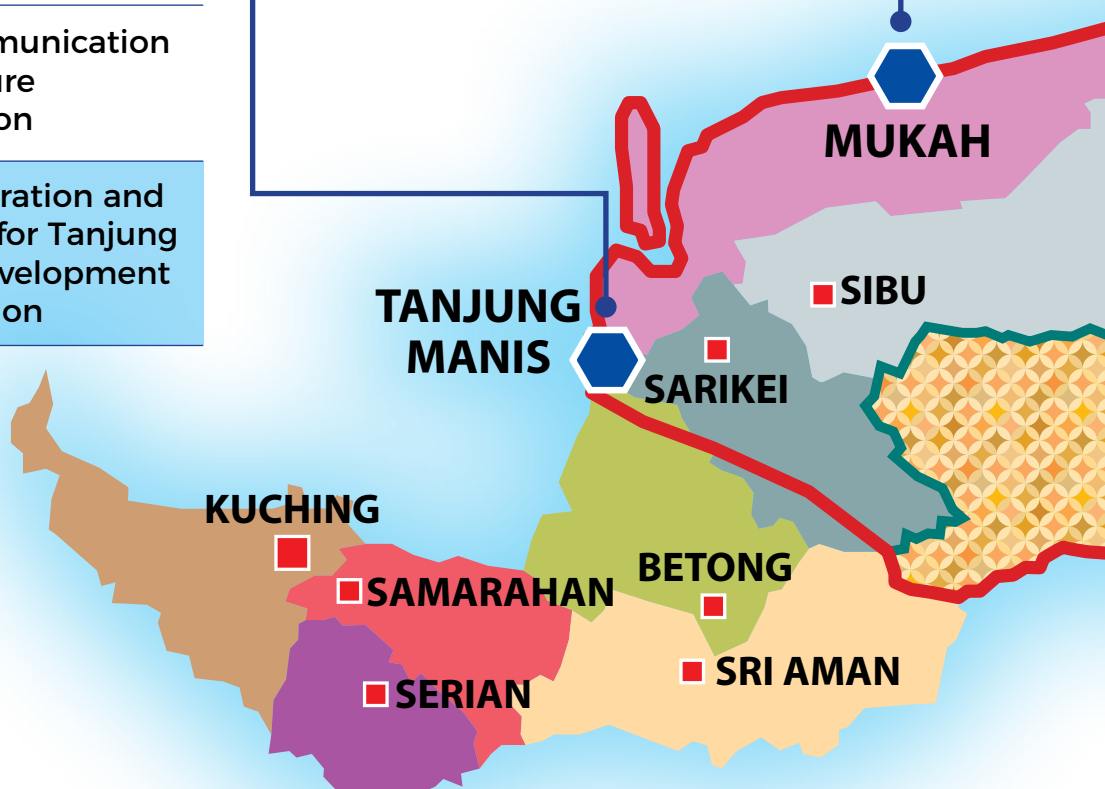 munication
ure
on
ration and
for Tanjung
velopment
on
MUKAH
SIBU
TANJUNG
MANIS
SARIKEI
KUCHING
BETONG
SAMARAHAN
SRI AMAN
SERIAN